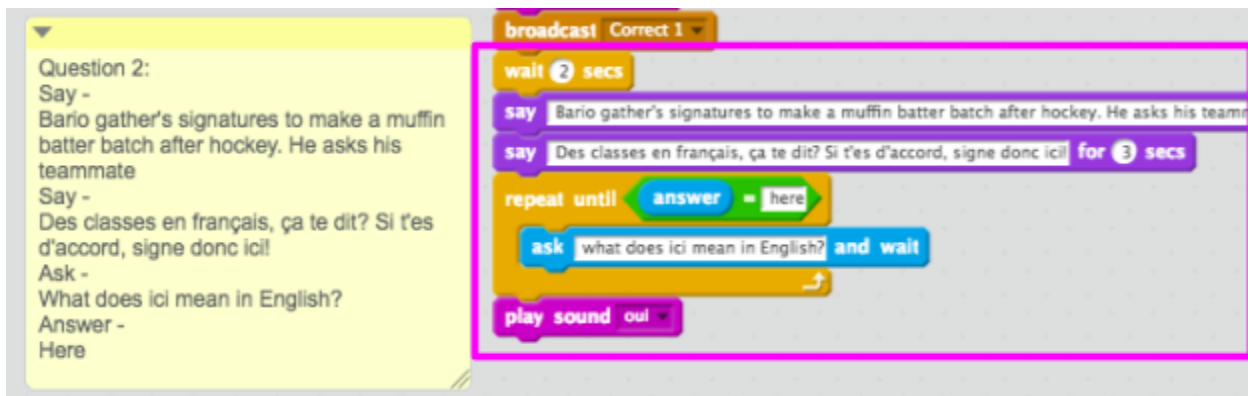 Question 2:
Say -
Bario gather's signatures to make a muffin
batter batch after hockey. He asks his
teammate
Say -
Des classes en français, ça te dit? Si t'es
d'accord, signe donc ici!
Ask -
What does ici mean in English?
Answer -
Here
broadcast Correct 1
wait 2 secs
say Bario gather's signatures to make a muffin batter batch after hockey. He asks his
say Des classes en français, ça te dit? Si t'es d'accord, signe donc ici! for 3 secs
repeat until answer = here
ask what does ici mean in English? and wait
play sound oui